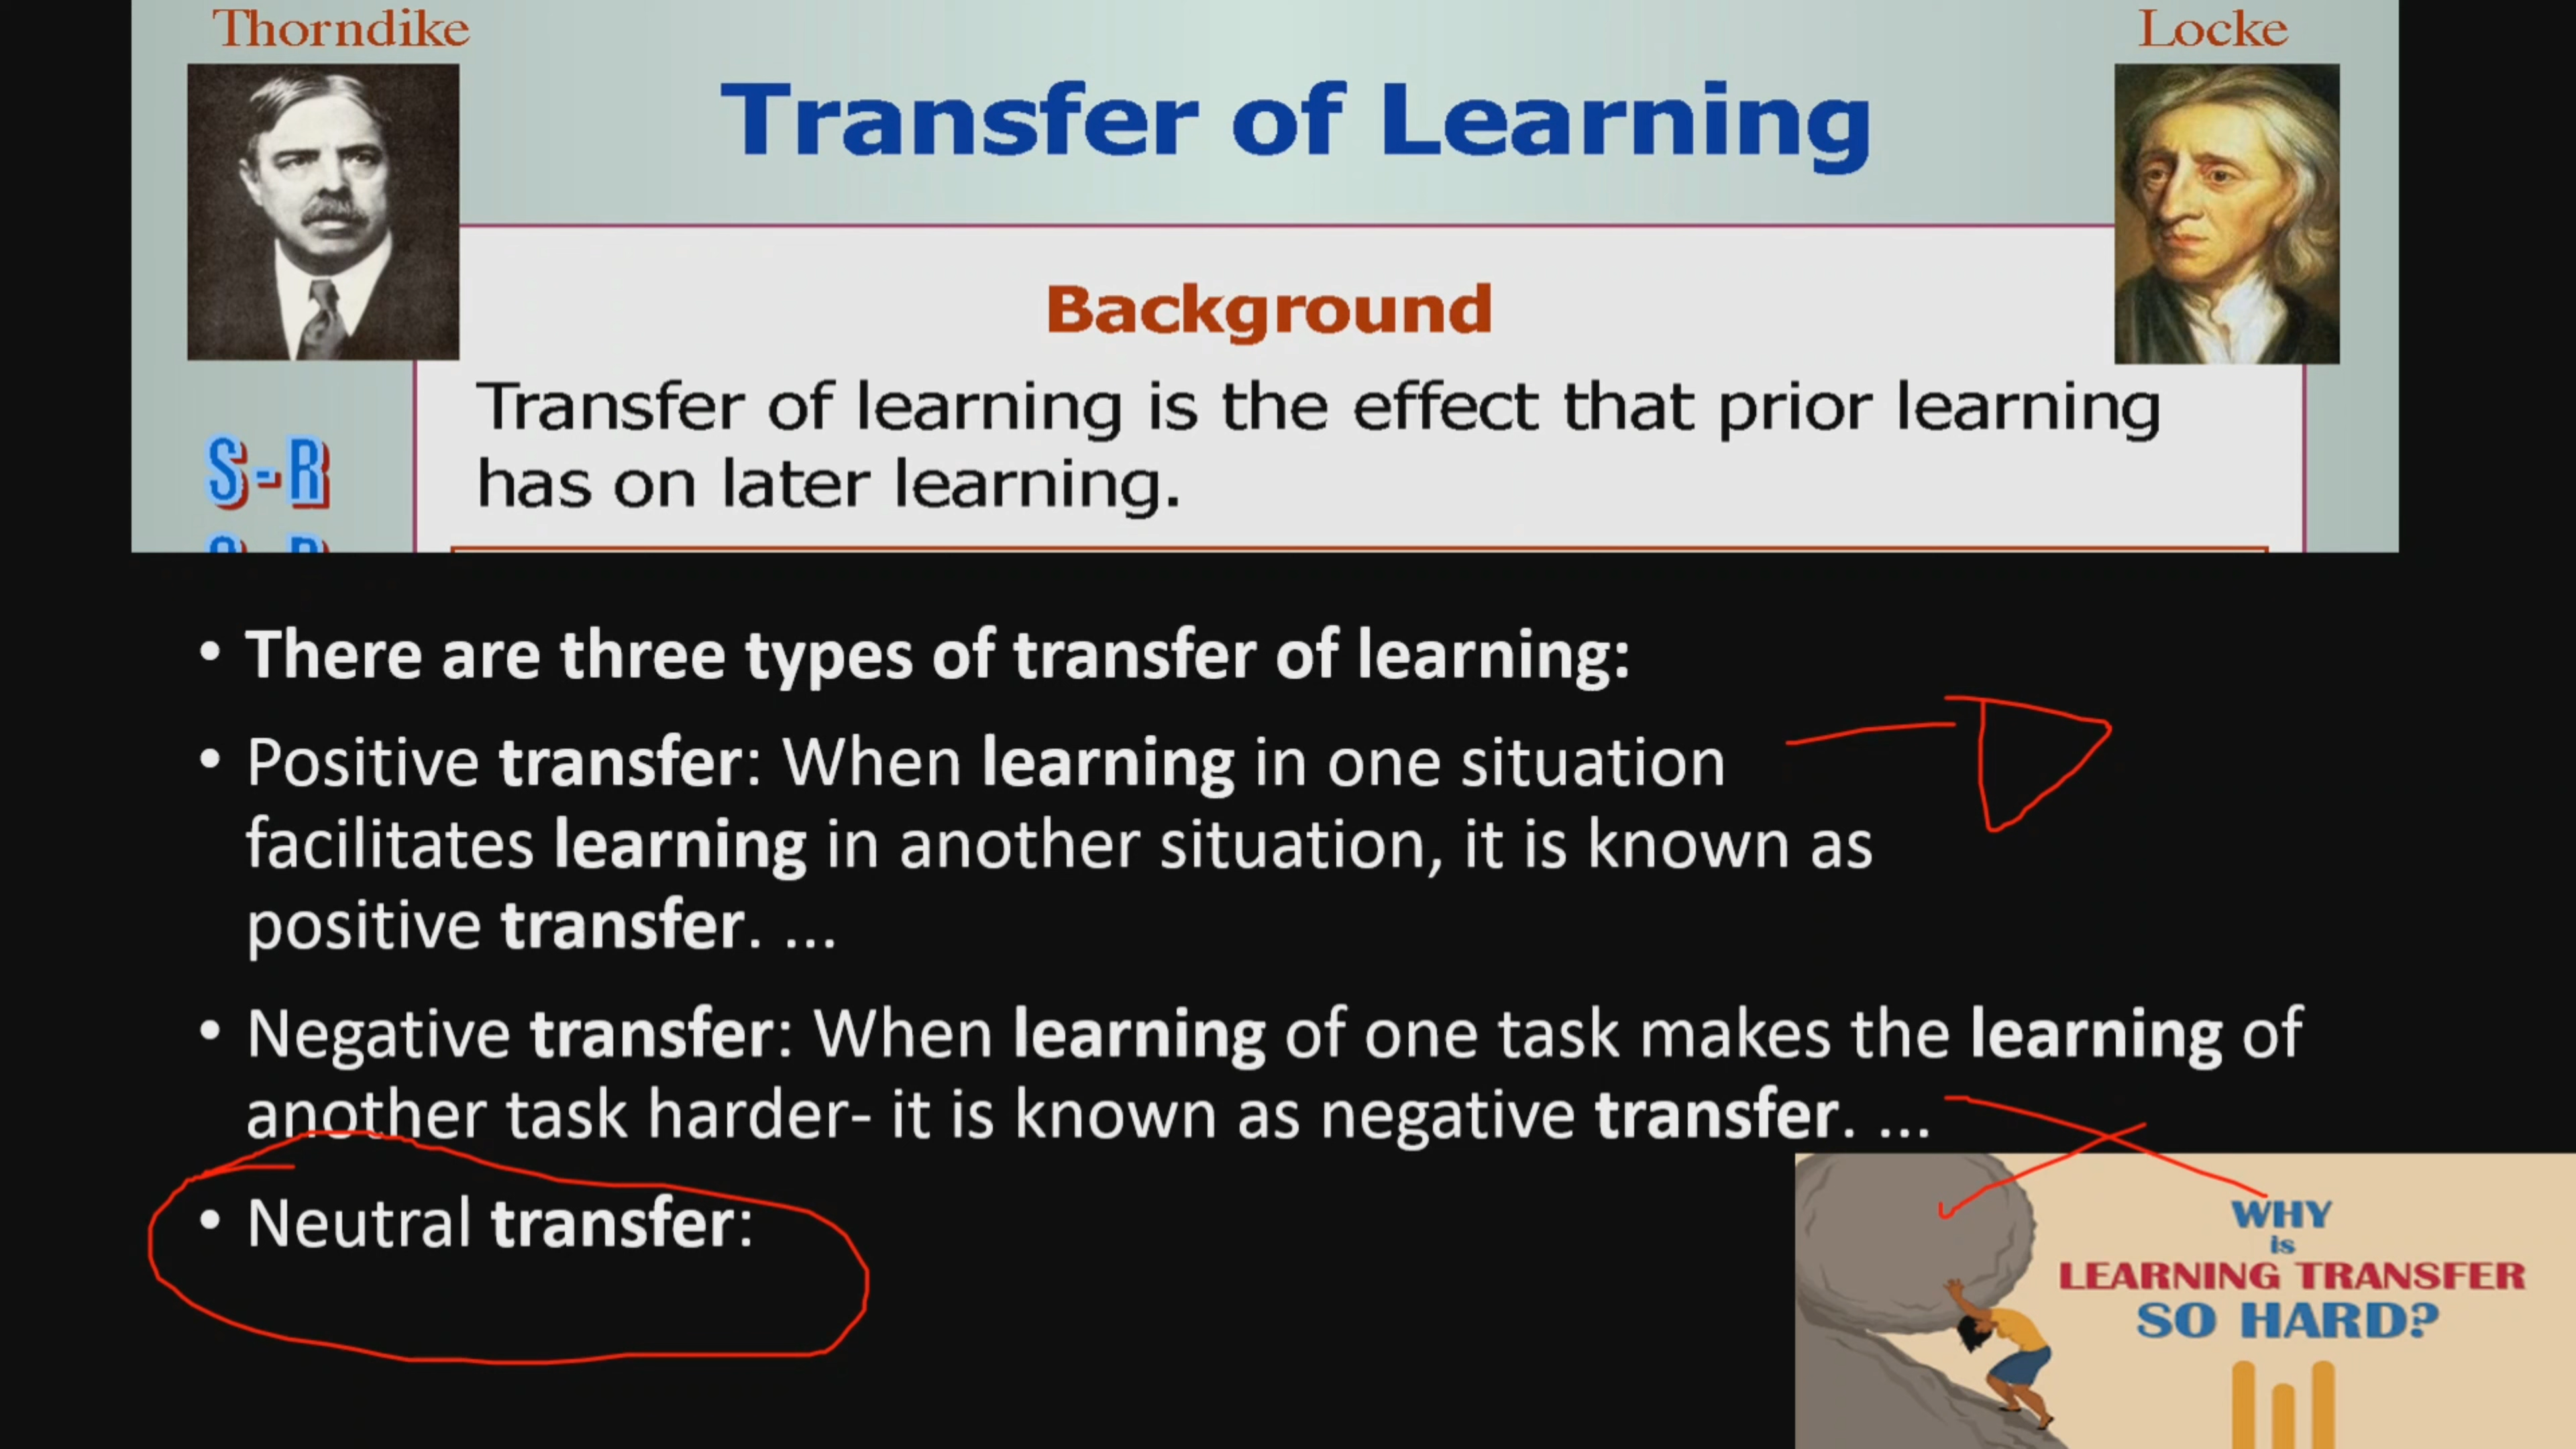 Thorndike
Locke
Transfer of Learning
Background
Transfer of learning is the effect that prior learning
has on later learning.
S-R
• There are three types of transfer of learning:
• Positive transfer: When learning in one situation
facilitates learning in another situation, it is known as
positive transfer. ...
• Negative transfer: When learning of one task makes the learning of
another task harder- it is known as negative transfer. ...
• Neutral transfer:
WHY
is
LEARNING TRANSFER
SO HARD?